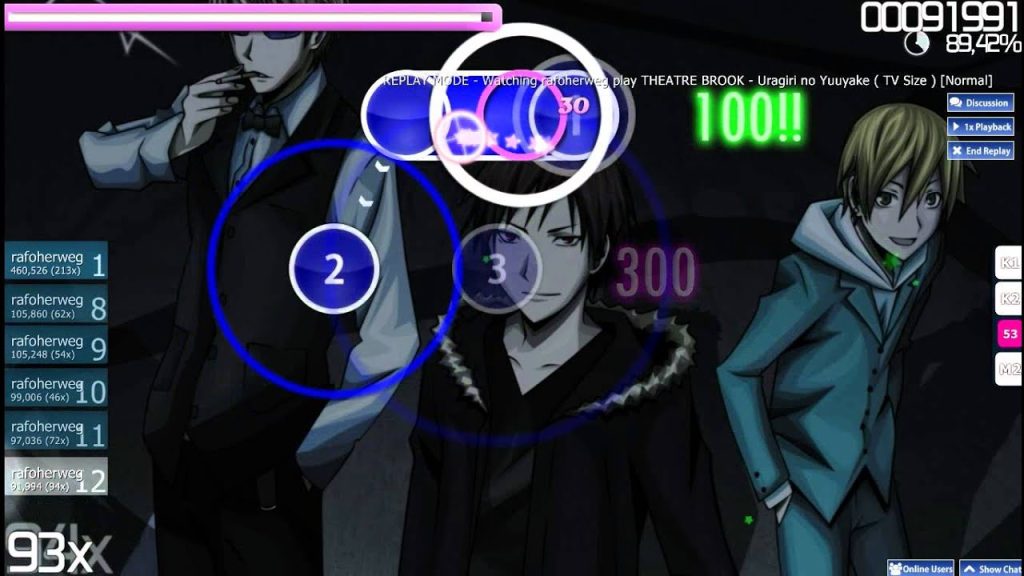 00091991
89,42%
REPLAY MODE - Watching rafoherweg play THEATRE BROOK - Uragiri no Yuuyake ( TV Size ) [Normal]
30
1
100!!
Discussion
1x Playback
End Replay
2
3
300
rafoherweg
460,526 (213x) 1
rafoherweg
105,860 (62x) 8
rafoherweg
105,248 (54x) 9
rafoherweg
99,006 (46x) 10
rafoherweg
97,036 (72x) 11
rafoherweg
91,994 (94x) 12
K1
K2
53
M2
93x
Online Users
Show Chat